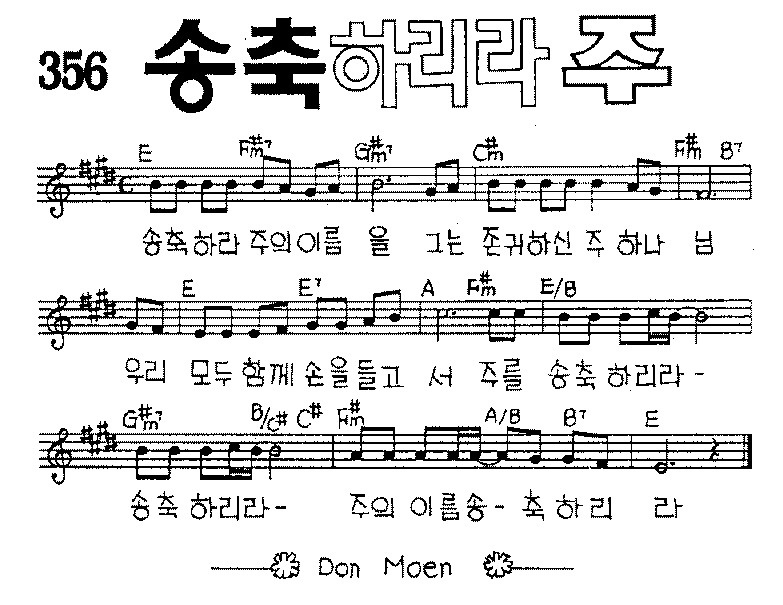 356 송축하리라 주
E F#m7 G#m7 C#m F#m B7
송축하라 주의이름 을 그는 존귀하신 주 하나 님
E E7 A F#m E/B
우리 모두 함께 손을들고 서 주를 송축 하리라-
G#m7 B/C# C# F#m A/B B7 E
송축 하리라- 주의 이름송- 축 하 리 라
Don Moen